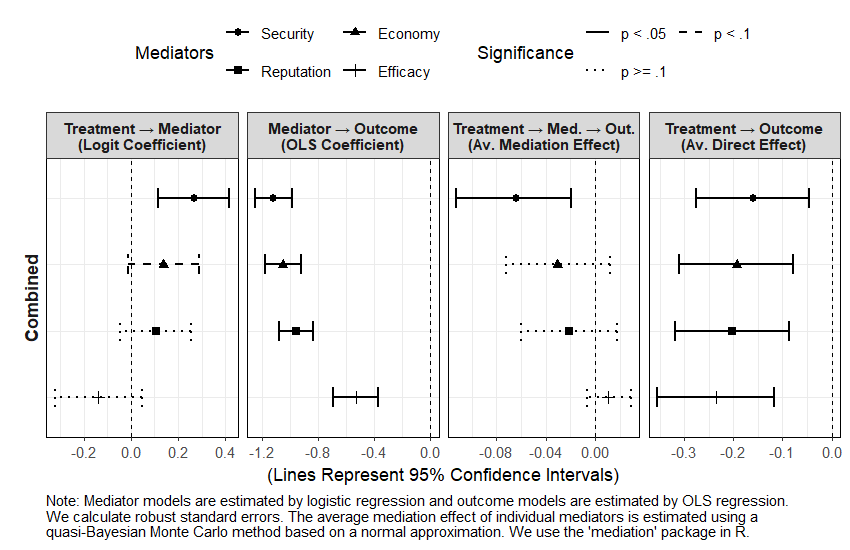 Mediators
Security
Economy
Reputation
Efficacy
Significance
p < .05
p < .1
p >= .1
Treatment → Mediator
(Logit Coefficient)
Mediator → Outcome
(OLS Coefficient)
Treatment → Med. → Out.
(Av. Mediation Effect)
Treatment → Outcome
(Av. Direct Effect)
Combined
-0.2 0.0 0.2 0.4
-1.2 -0.8 -0.4 0.0
-0.08 -0.04 0.00
-0.3 -0.2 -0.1 0.0
(Lines Represent 95% Confidence Intervals)
Note: Mediator models are estimated by logistic regression and outcome models are estimated by OLS regression.
We calculate robust standard errors. The average mediation effect of individual mediators is estimated using a
quasi-Bayesian Monte Carlo method based on a normal approximation. We use the 'mediation' package in R.